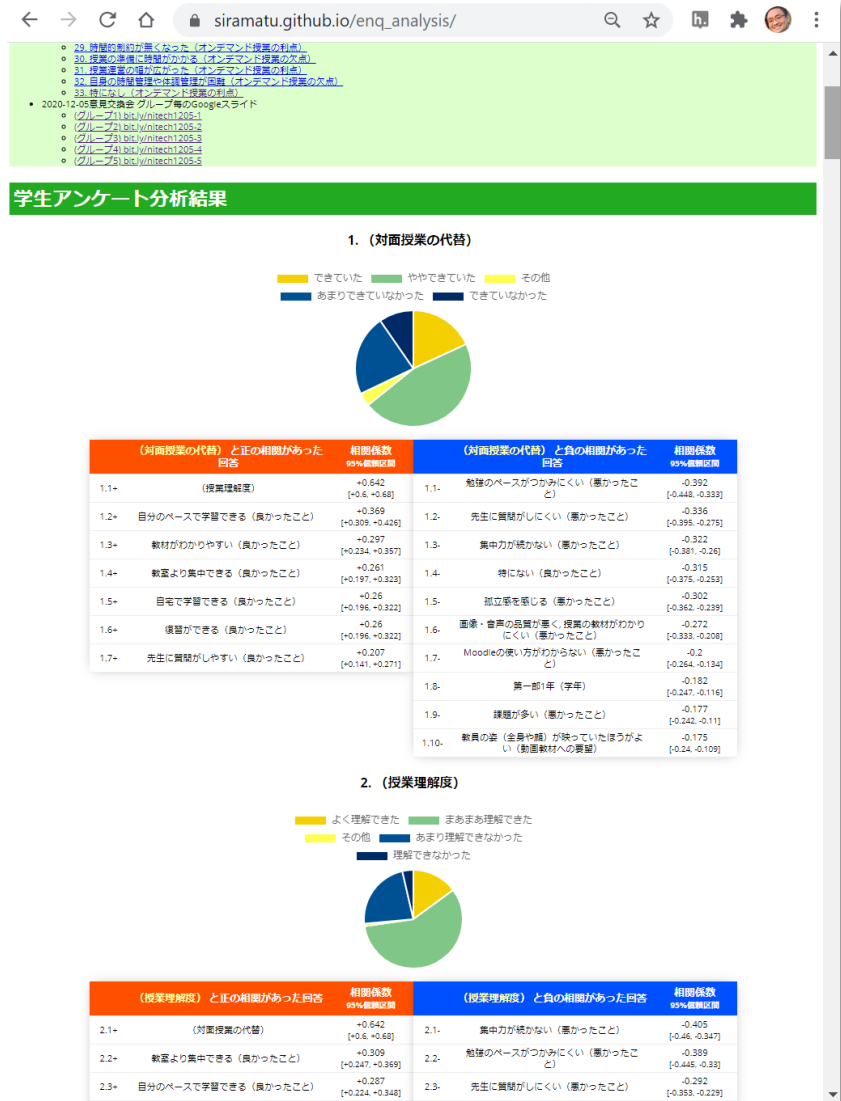 siramatu.github.io/enq_analysis/
29. 時間的制約が無くなった（オンデマンド授業の利点）
30. 授業の準備に時間がかかる（オンデマンド授業の欠点）
31. 授業運営の幅が広がった（オンデマンド授業の利点）
32. 自身の時間管理や体調管理が困難（オンデマンド授業の欠点）
33. 特になし（オンデマンド授業の利点）
2020-12-05意見交換会 グループ毎のGoogleスライド
(グループ1) bit.ly/nitech1205-1
(グループ2) bit.ly/nitech1205-2
(グループ3) bit.ly/nitech1205-3
(グループ4) bit.ly/nitech1205-4
(グループ5) bit.ly/nitech1205-5
学生アンケート分析結果
1. （対面授業の代替）
できていた ややできていた その他
あまりできていなかった できていなかった
（対面授業の代替）と正の相関があった
回答
相関係数
95%信頼区間
1.1+ （授業理解度） +0.642
[+0.6, +0.68]
1.2+ 自分のペースで学習できる（良かったこと） +0.369
[+0.309, +0.426]
1.3+ 教材がわかりやすい（良かったこと） +0.297
[+0.234, +0.357]
1.4+ 教室より集中できる（良かったこと） +0.261
[+0.197, +0.323]
1.5+ 自宅で学習できる（良かったこと） +0.26
[+0.196, +0.322]
1.6+ 復習ができる（良かったこと） +0.26
[+0.196, +0.322]
1.7+ 先生に質問がしやすい（良かったこと） +0.207
[+0.141, +0.271]
（対面授業の代替）と負の相関があった
回答
相関係数
95%信頼区間
1.1- 勉強のペースがつかみにくい（悪かったこ
と） -0.392
[-0.448, -0.333]
1.2- 先生に質問がしにくい（悪かったこと） -0.336
[-0.395, -0.275]
1.3- 集中力が続かない（悪かったこと） -0.322
[-0.381, -0.26]
1.4- 特にない（良かったこと） -0.315
[-0.375, -0.253]
1.5- 孤立感を感じる（悪かったこと） -0.302
[-0.362, -0.239]
1.6- 画像・音声の品質が悪く, 授業の教材がわかり
にくい（悪かったこと） -0.272
[-0.333, -0.208]
1.7- Moodleの使い方がわからない（悪かったこ
と） -0.2
[-0.264, -0.134]
1.8- 第一部1年（学年） -0.182
[-0.247, -0.116]
1.9- 課題が多い（悪かったこと） -0.177
[-0.242, -0.11]
1.10- 教員の姿（全身や顔）が映っていたほうがよ
い（動画教材への要望） -0.175
[-0.24, -0.109]
2. （授業理解度）
よく理解できた まあまあ理解できた
その他 あまり理解できなかった
理解できなかった
（授業理解度）と正の相関があった回答
相関係数
95%信頼区間
2.1+ （対面授業の代替） +0.642
[+0.6, +0.68]
2.2+ 教室より集中できる（良かったこと） +0.309
[+0.247, +0.369]
2.3+ 自分のペースで学習できる（良かったこと） +0.287
[+0.224, +0.348]
（授業理解度）と負の相関があった回答
相関係数
95%信頼区間
2.1- 集中力が続かない（悪かったこと） -0.405
[-0.46, -0.347]
2.2- 勉強のペースがつかみにくい（悪かったこ
と） -0.389
[-0.445, -0.33]
2.3- 先生に質問がしにくい（悪かったこと） -0.292
[-0.353, -0.229]